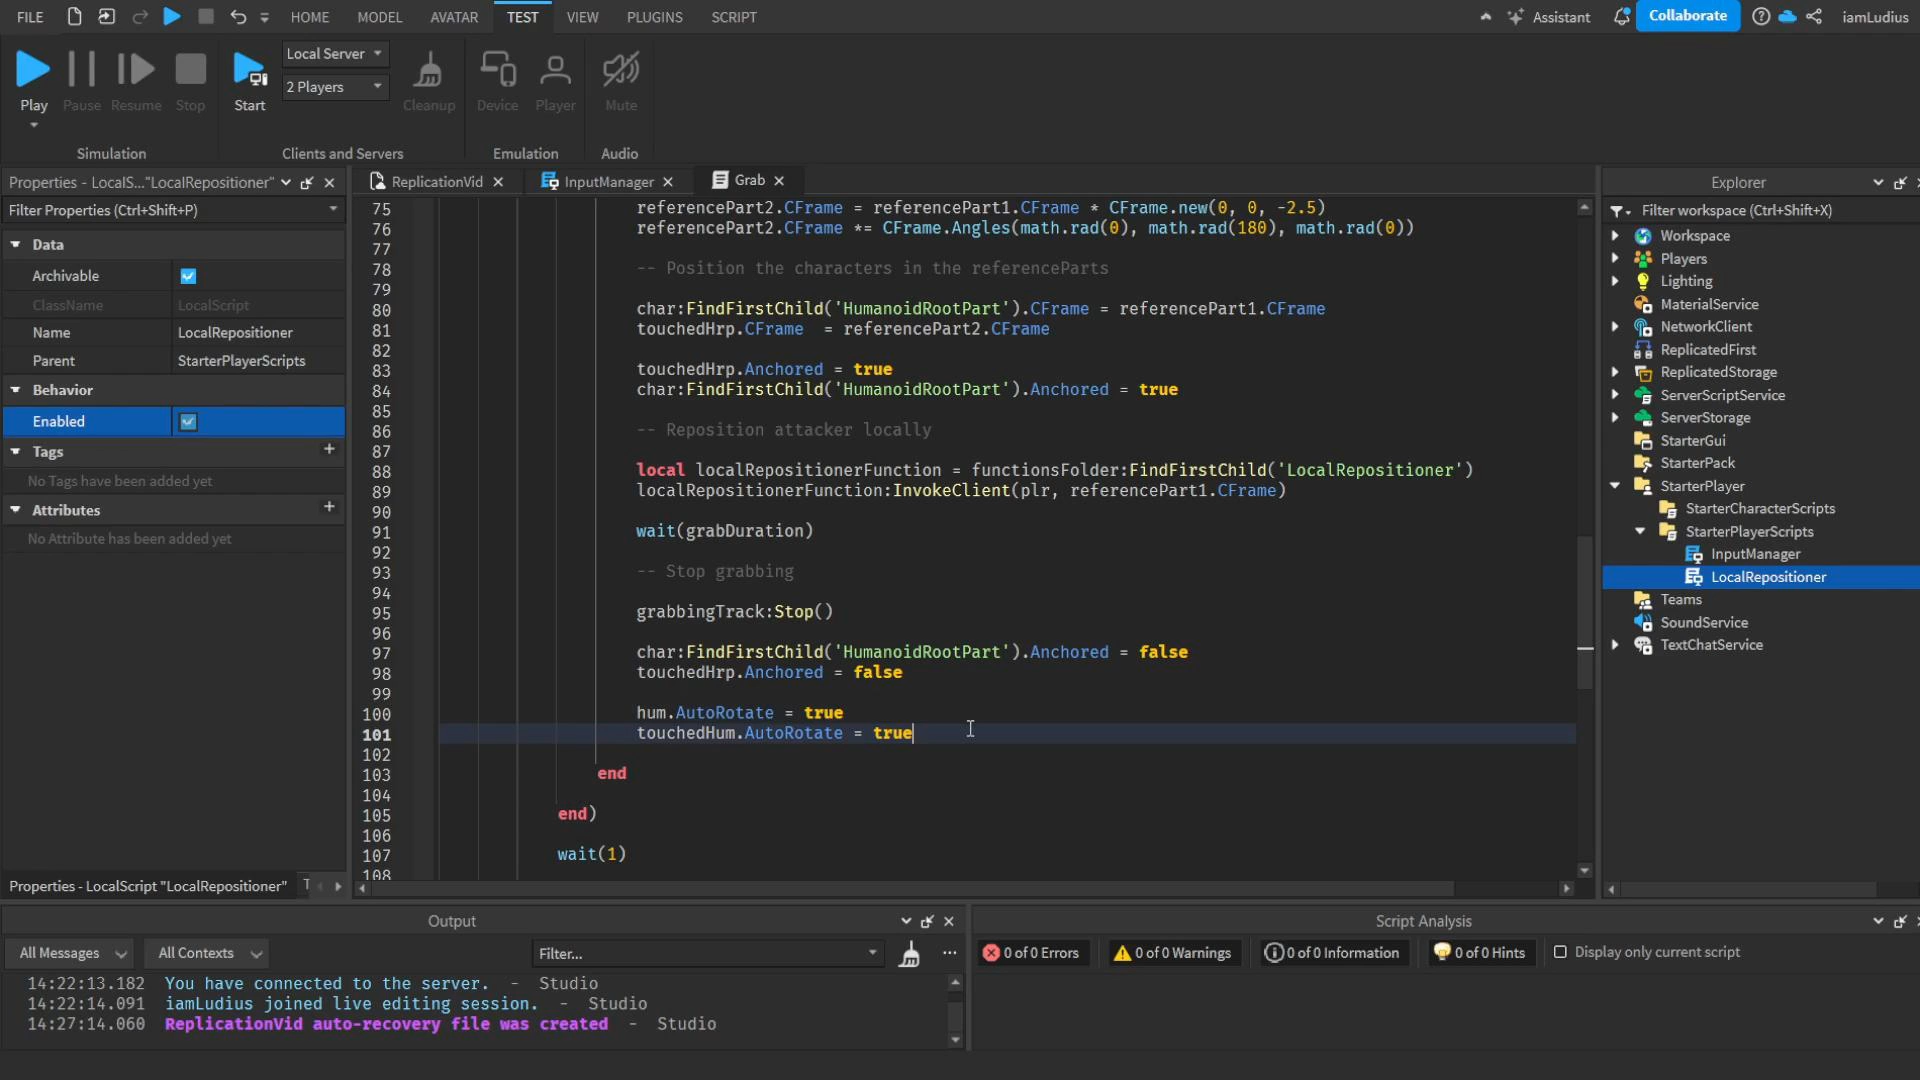 FILE HOME MODEL AVATAR TEST VIEW PLUGINS SCRIPT Assistant Collaborate iamLudius
Play Pause Resume Stop Start Local Server 2 Players Cleanup Device Player Mute
Simulation Clients and Servers Emulation Audio
Properties - LocalS..."LocalRepositioner"
Filter Properties (Ctrl+Shift+P)
Data
Archivable
ClassName LocalScript
Name LocalRepositioner
Parent StarterPlayerScripts
Behavior
Enabled
Tags
No Tags have been added yet
Attributes
No Attribute has been added yet
Properties - LocalScript "LocalRepositioner" T
ReplicationVid InputManager Grab
75 referencePart2.CFrame = referencePart1.CFrame * CFrame.new(0, 0, -2.5)
76 referencePart2.CFrame *= CFrame.Angles(math.rad(0), math.rad(180), math.rad(0))
77
78 -- Position the characters in the referenceParts
79
80 char:FindFirstChild('HumanoidRootPart').CFrame = referencePart1.CFrame
81 touchedHrp.CFrame  = referencePart2.CFrame
82
83 touchedHrp.Anchored = true
84 char:FindFirstChild('HumanoidRootPart').Anchored = true
85
86 -- Reposition attacker locally
87
88 local localRepositionerFunction = functionsFolder:FindFirstChild('LocalRepositioner')
89 localRepositionerFunction:InvokeClient(plr, referencePart1.CFrame)
90
91 wait(grabDuration)
92
93 -- Stop grabbing
94
95 grabbingTrack:Stop()
96
97 char:FindFirstChild('HumanoidRootPart').Anchored = false
98 touchedHrp.Anchored = false
99
100 hum.AutoRotate = true
101 touchedHum.AutoRotate = true
102
103 end
104
105 end)
106
107 wait(1)
108
Explorer
Filter workspace (Ctrl+Shift+X)
Workspace
Players
Lighting
MaterialService
NetworkClient
ReplicatedFirst
ReplicatedStorage
ServerScriptService
ServerStorage
StarterGui
StarterPack
StarterPlayer
StarterCharacterScripts
StarterPlayerScripts
InputManager
LocalRepositioner
Teams
SoundService
TextChatService
Output
All Messages All Contexts Filter...
14:22:13.182 You have connected to the server. - Studio
14:22:14.091 iamLudius joined live editing session. - Studio
14:27:14.060 ReplicationVid auto-recovery file was created - Studio
Script Analysis
0 of 0 Errors 0 of 0 Warnings 0 of 0 Information 0 of 0 Hints Display only current script